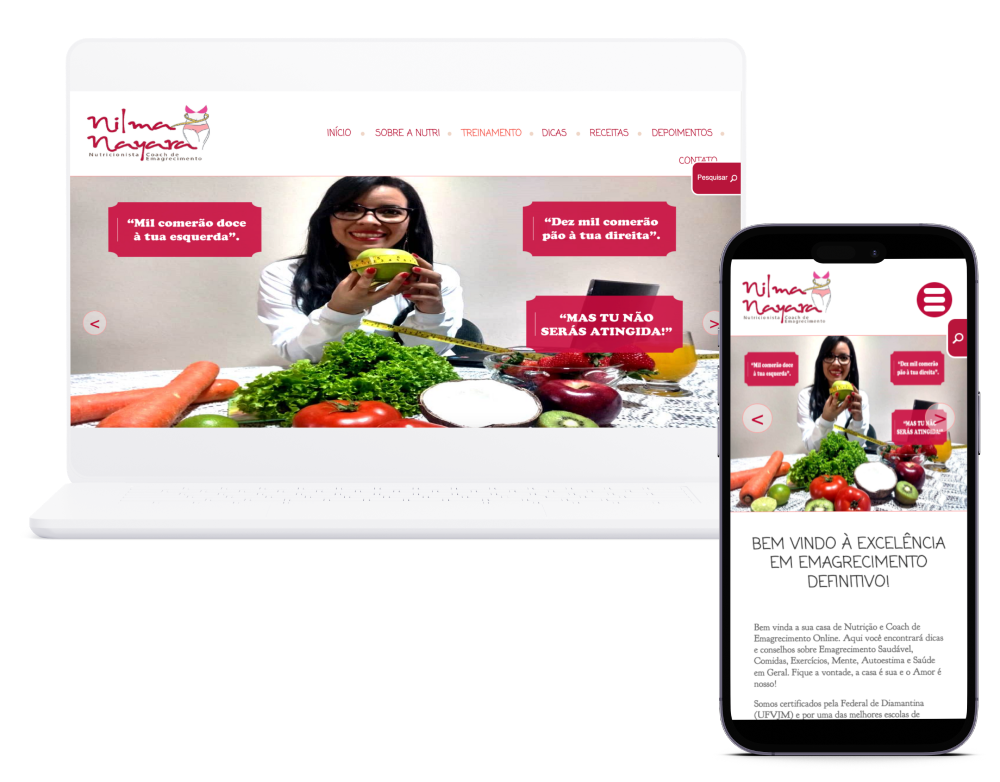 Nilma
Nayara
Nutricionista Coach de
Emagrecimento
INÍCIO
SOBRE A NUTRI
TREINAMENTO
DICAS
RECEITAS
DEPOIMENTOS
CONTATO
Pesquisar
“Mil comerão doce
à tua esquerda”.
“Dez mil comerão
pão à tua direita”.
“MAS TU NÃO
SERÁS ATINGIDA!”
<
>
Nilma
Nayara
Nutricionista Coach de
Emagrecimento
“Mil comerão doce
à tua esquerda”.
“Dez mil comerão
pão à tua direita”.
“MAS TU NÃO
SERÁS ATINGIDA!”
<
>
BEM VINDO À EXCELÊNCIA
EM EMAGRECIMENTO
DEFINITIVO!
Bem vinda a sua casa de Nutrição e Coach de
Emagrecimento Online. Aqui você encontrará dicas
e conselhos sobre Emagrecimento Saudável,
Comidas, Exercícios, Mente, Autoestima e Saúde
em Geral. Fique a vontade, a casa é sua e o Amor é
nosso!
Somos certificados pela Federal de Diamantina
(UFVJM) e por uma das melhores escolas de